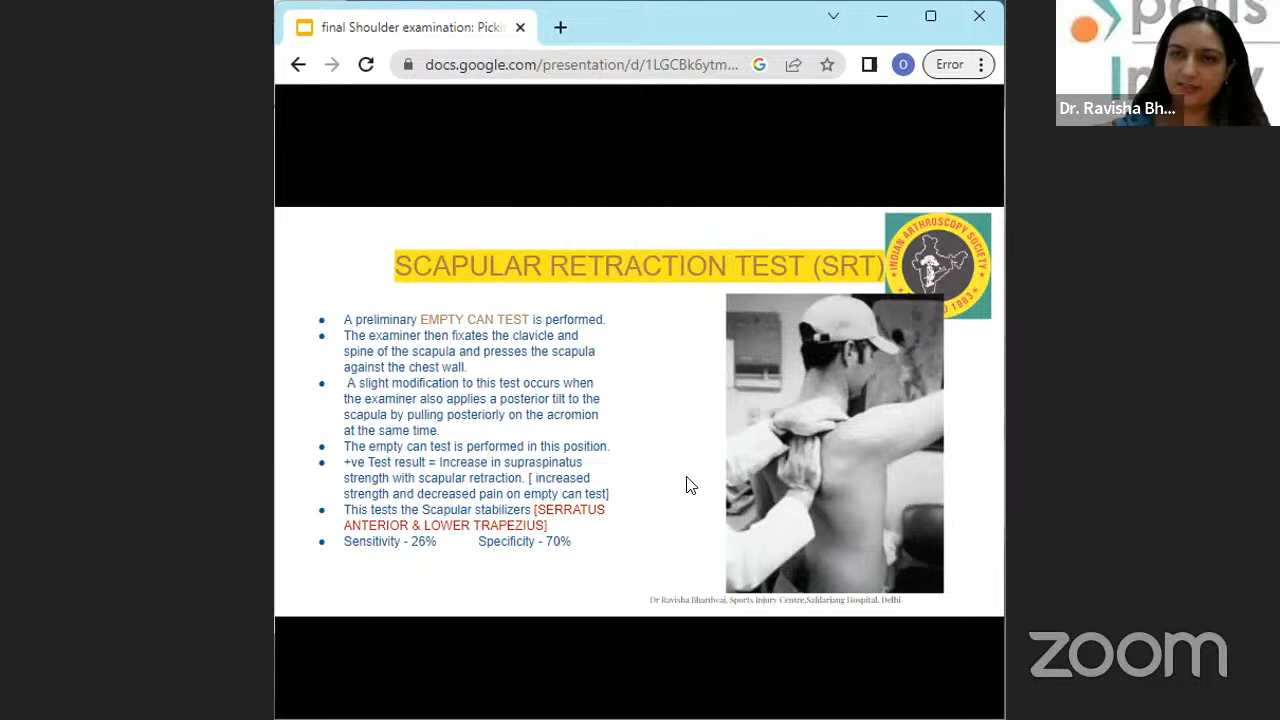 final Shoulder examination: Picki
docs.google.com/presentation/d/1LGCBk6ytm...
O
Error
Dr. Ravisha Bh...
SCAPULAR RETRACTION TEST (SRT)
INDIAN ARTHROSCOPY SOCIETY
1983
A preliminary EMPTY CAN TEST is performed.
The examiner then fixates the clavicle and
spine of the scapula and presses the scapula
against the chest wall.
A slight modification to this test occurs when
the examiner also applies a posterior tilt to the
scapula by pulling posteriorly on the acromion
at the same time.
The empty can test is performed in this position.
+ve Test result = Increase in supraspinatus
strength with scapular retraction. [ increased
strength and decreased pain on empty can test]
This tests the Scapular stabilizers [SERRATUS
ANTERIOR & LOWER TRAPEZIUS]
Sensitivity - 26% Specificity - 70%
Dr Ravisha Bhardwaj, Sports Injury Centre,Safdarjang Hospital, Delhi
zoom